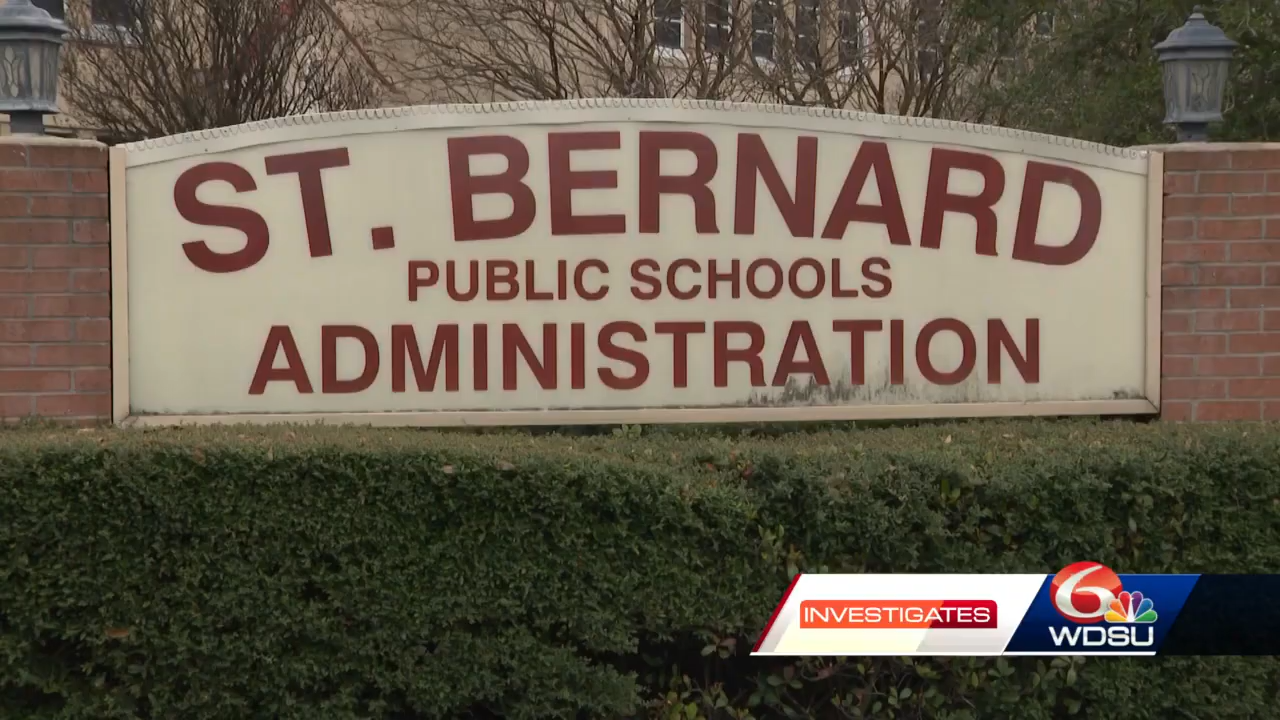 ST. BERNARD
PUBLIC SCHOOLS
ADMINISTRATION
INVESTIGATES
6
WDSU